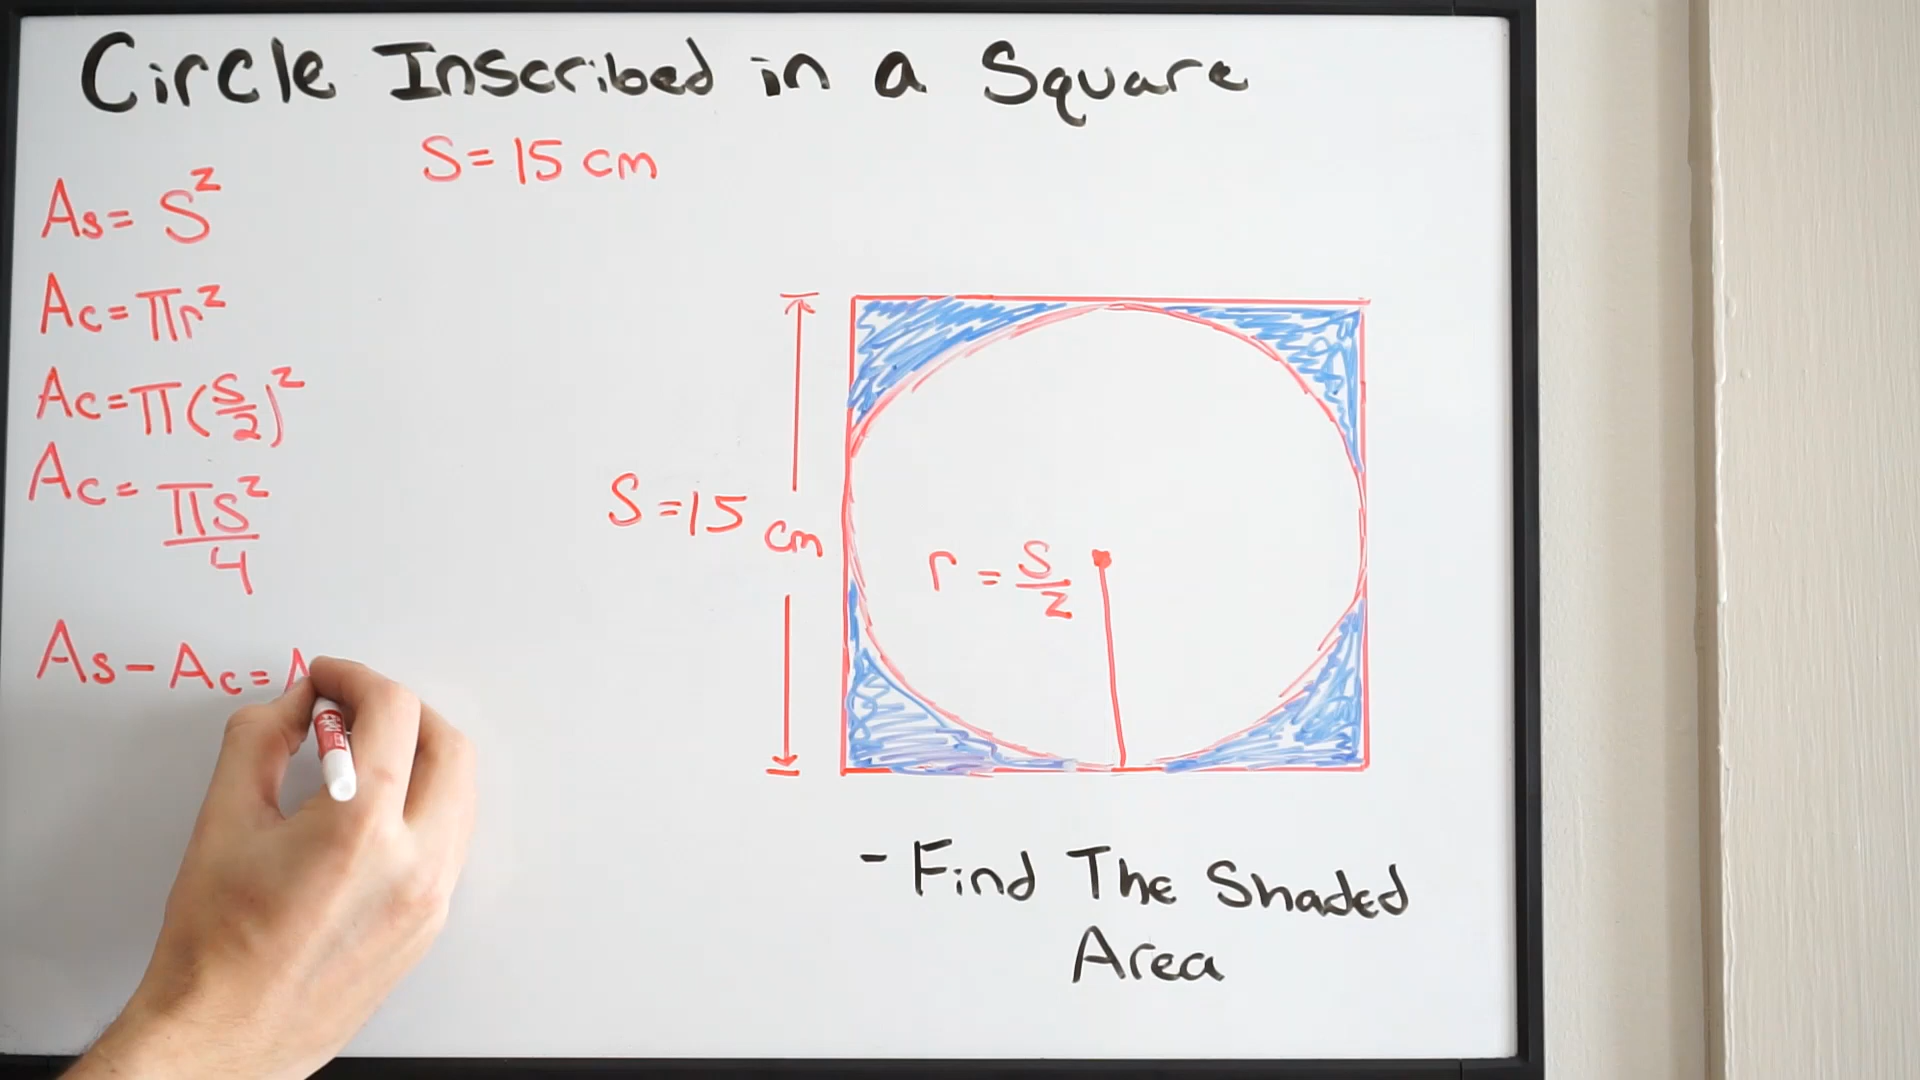 Circle Inscribed in a Square
S = 15 cm
As = S²
Ac = πr²
Ac = π(S/2)²
Ac = πS²/4
As - Ac = A
S = 15 cm
r = S/2
- Find The Shaded
Area